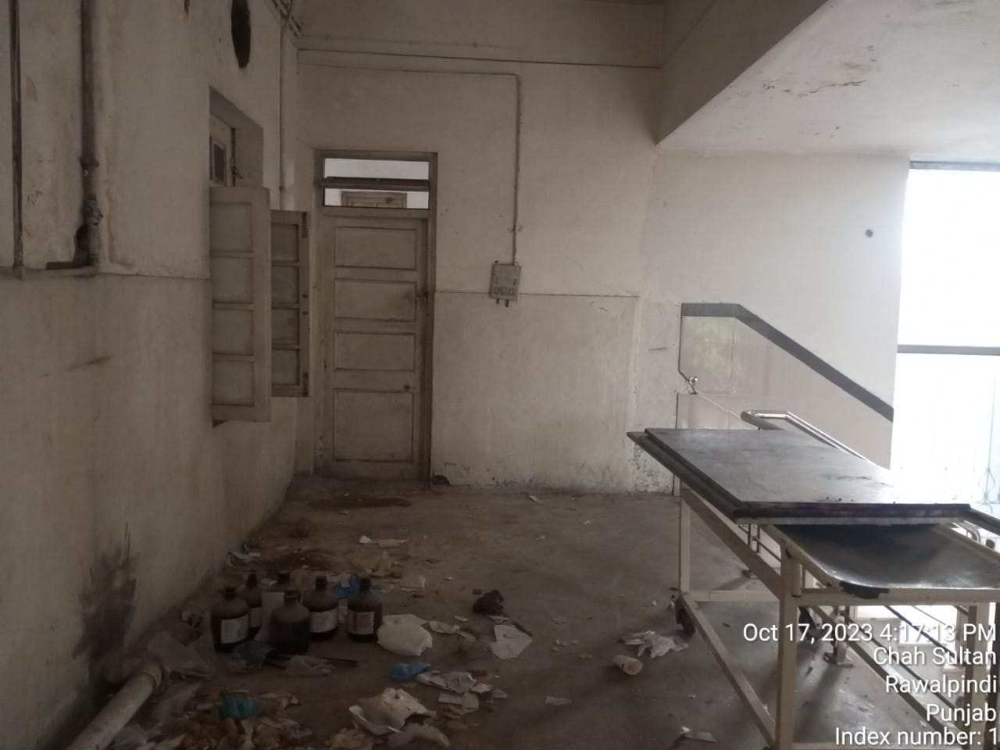 Oct 17, 2023 4:17:13 PM
Chah Sultan
Rawalpindi
Punjab
Index number: 1